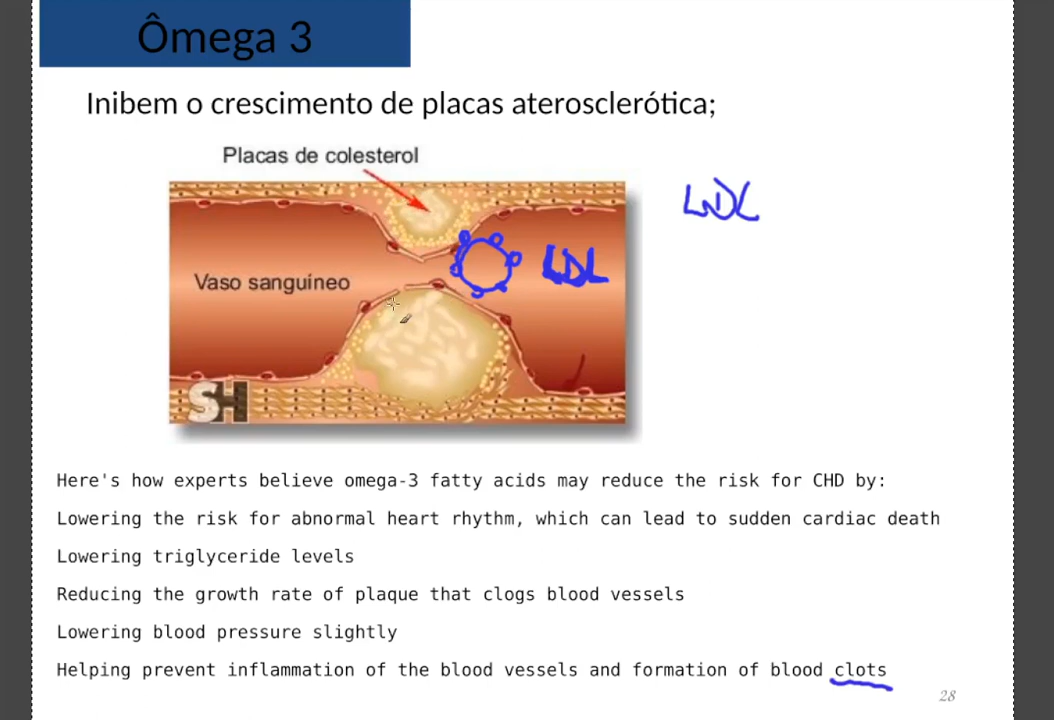 Ômega 3
Inibem o crescimento de placas aterosclerótica;
Placas de colesterol
LDL
LDL
Vaso sanguíneo
SH
Here's how experts believe omega-3 fatty acids may reduce the risk for CHD by:
Lowering the risk for abnormal heart rhythm, which can lead to sudden cardiac death
Lowering triglyceride levels
Reducing the growth rate of plaque that clogs blood vessels
Lowering blood pressure slightly
Helping prevent inflammation of the blood vessels and formation of blood clots
28